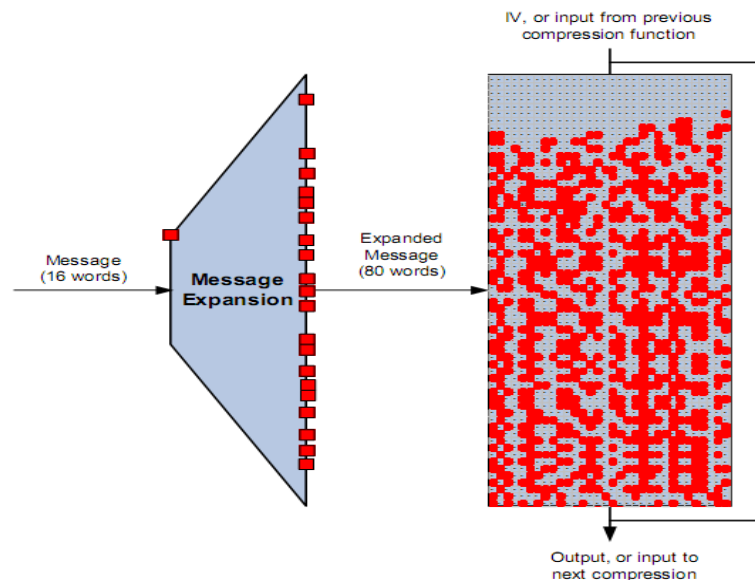 IV, or input from previous
compression function
Message
(16 words)
Message
Expansion
Expanded
Message
(80 words)
Output, or input to
next compression